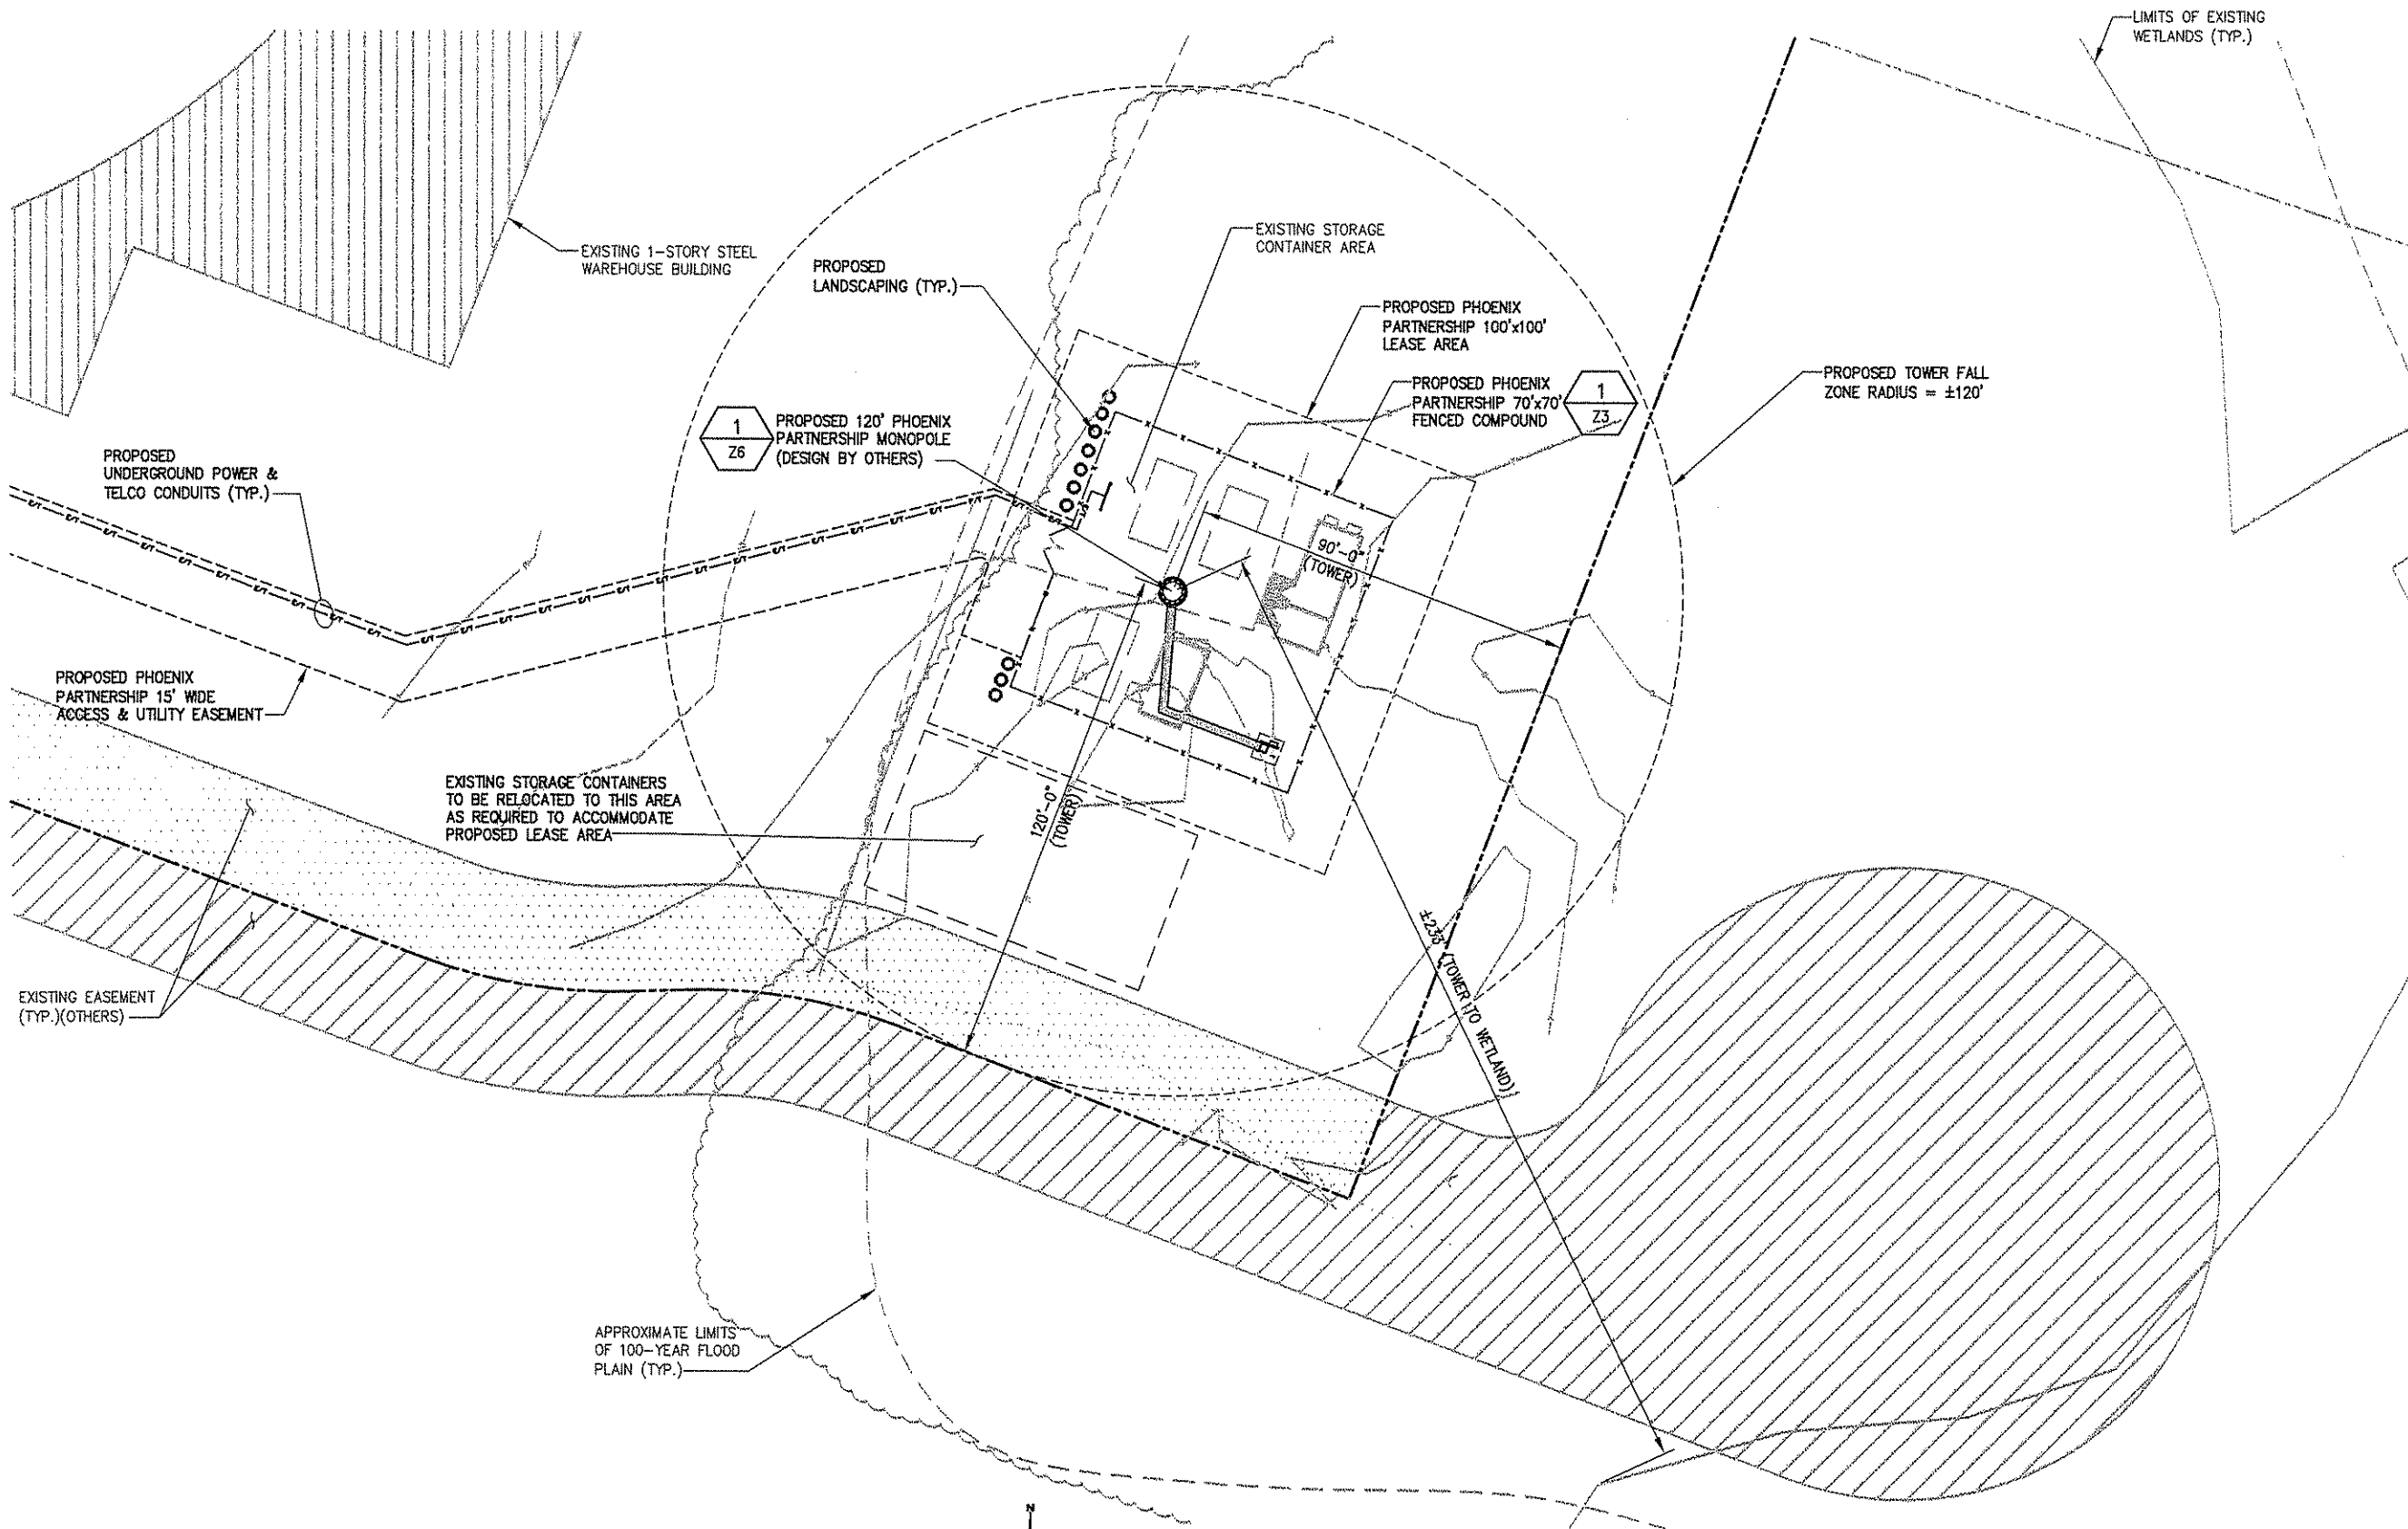 LIMITS OF EXISTING
WETLANDS (TYP.)
EXISTING 1-STORY STEEL
WAREHOUSE BUILDING
EXISTING STORAGE
CONTAINER AREA
PROPOSED
LANDSCAPING (TYP.)
PROPOSED PHOENIX
PARTNERSHIP 100'x100'
LEASE AREA
PROPOSED PHOENIX
PARTNERSHIP 70'x70'
FENCED COMPOUND
1
Z3
PROPOSED TOWER FALL
ZONE RADIUS = ±120'
1
Z6
PROPOSED 120' PHOENIX
PARTNERSHIP MONOPOLE
(DESIGN BY OTHERS)
PROPOSED
UNDERGROUND POWER &
TELCO CONDUITS (TYP.)
90'-0"
(TOWER)
PROPOSED PHOENIX
PARTNERSHIP 15' WIDE
ACCESS & UTILITY EASEMENT
EXISTING STORAGE CONTAINERS
TO BE RELOCATED TO THIS AREA
AS REQUIRED TO ACCOMMODATE
PROPOSED LEASE AREA
120'-0"
(TOWER)
±233' (TOWER TO WETLAND)
EXISTING EASEMENT
(TYP.)(OTHERS)
APPROXIMATE LIMITS
OF 100-YEAR FLOOD
PLAIN (TYP.)
N